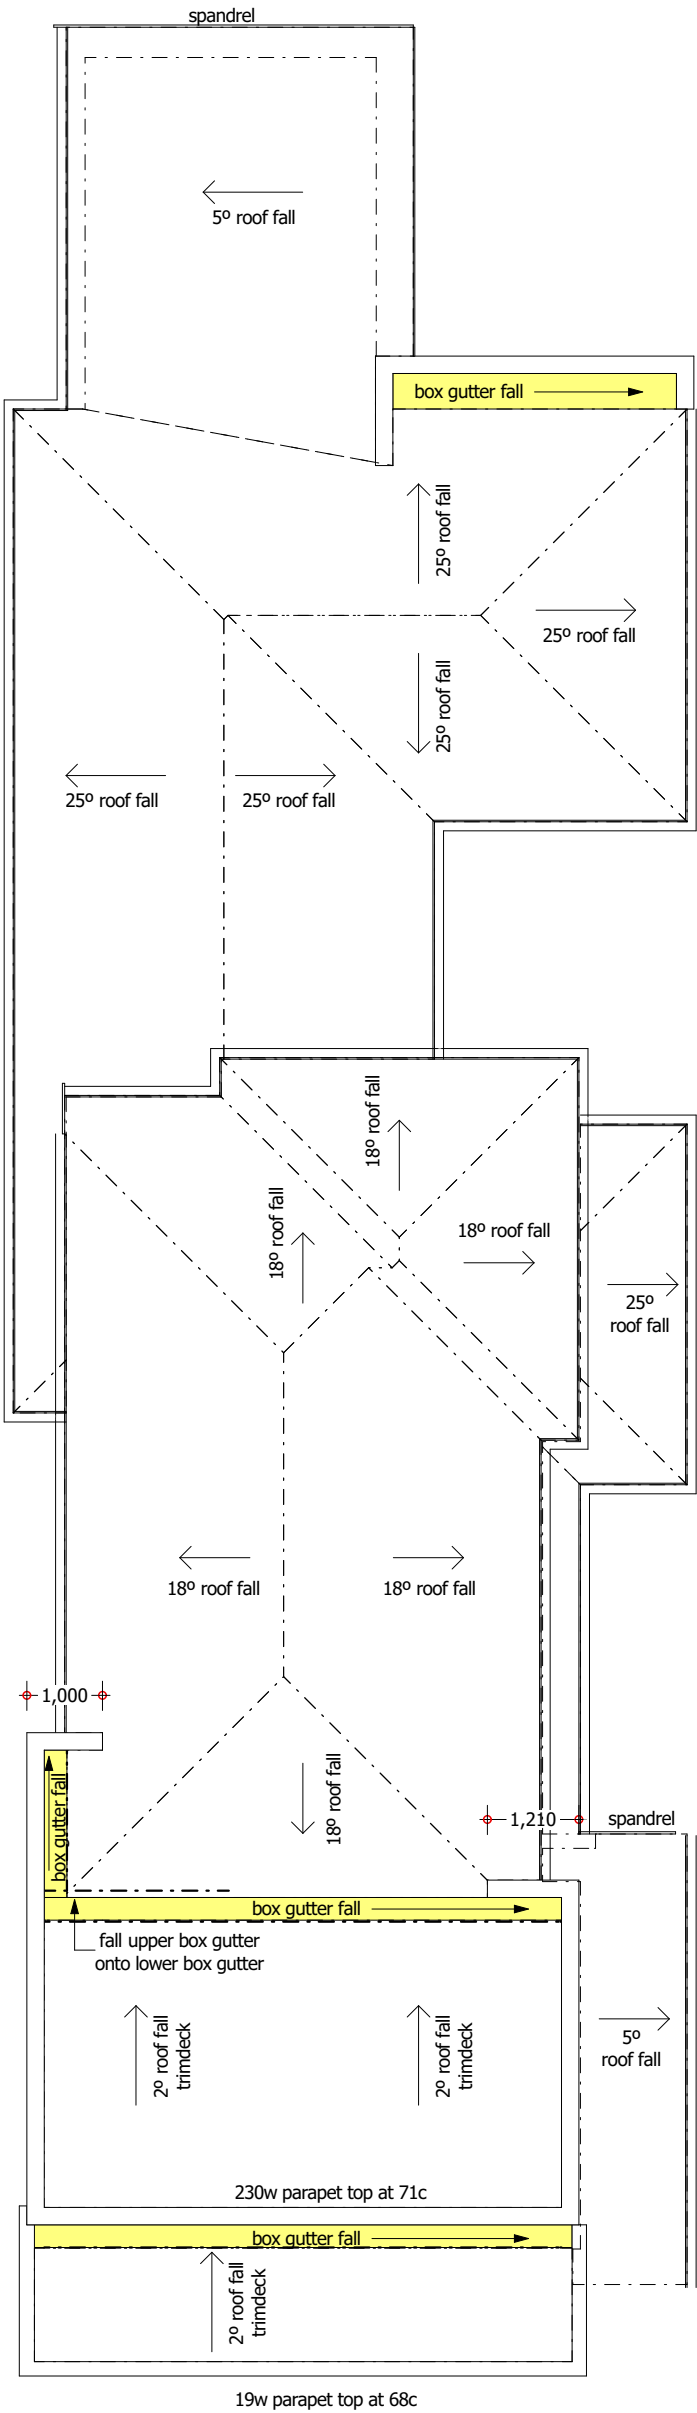 spandrel
5º roof fall
box gutter fall
25º roof fall
25º roof fall
25º roof fall
25º roof fall
25º roof fall
18º roof fall
18º roof fall
18º roof fall
25º
roof fall
18º roof fall
18º roof fall
1,000
18º roof fall
box gutter fall
1,210
spandrel
box gutter fall
fall upper box gutter
onto lower box gutter
2º roof fall
trimdeck
2º roof fall
trimdeck
5º
roof fall
230w parapet top at 71c
box gutter fall
2º roof fall
trimdeck
19w parapet top at 68c